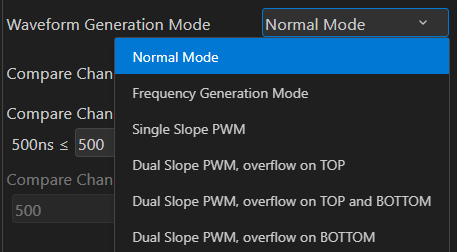 Waveform Generation Mode Normal Mode
Normal Mode
Compare Chan
Frequency Generation Mode
Compare Chan
Single Slope PWM
500ns ≤ 500
Dual Slope PWM, overflow on TOP
Compare Chan
Dual Slope PWM, overflow on TOP and BOTTOM
500
Dual Slope PWM, overflow on BOTTOM